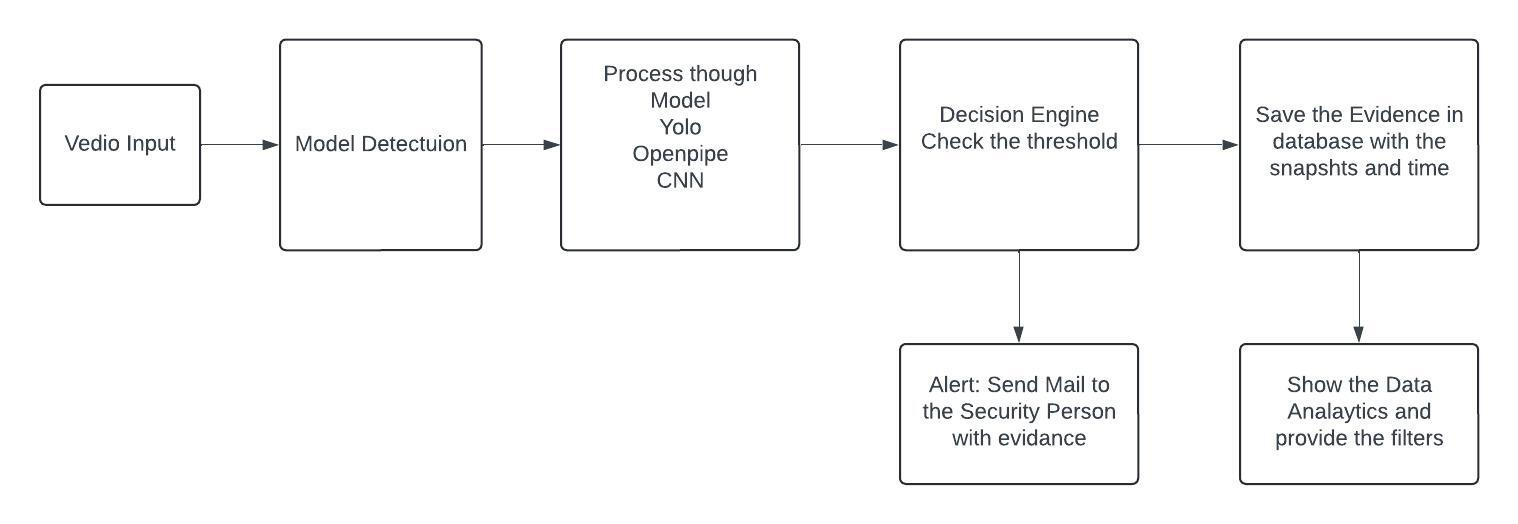 Vedio Input
Model Detectuion
Process though
Model
Yolo
Openpipe
CNN
Decision Engine
Check the threshold
Save the Evidence in
database with the
snapshts and time
Alert: Send Mail to
the Security Person
with evidance
Show the Data
Analaytics and
provide the filters